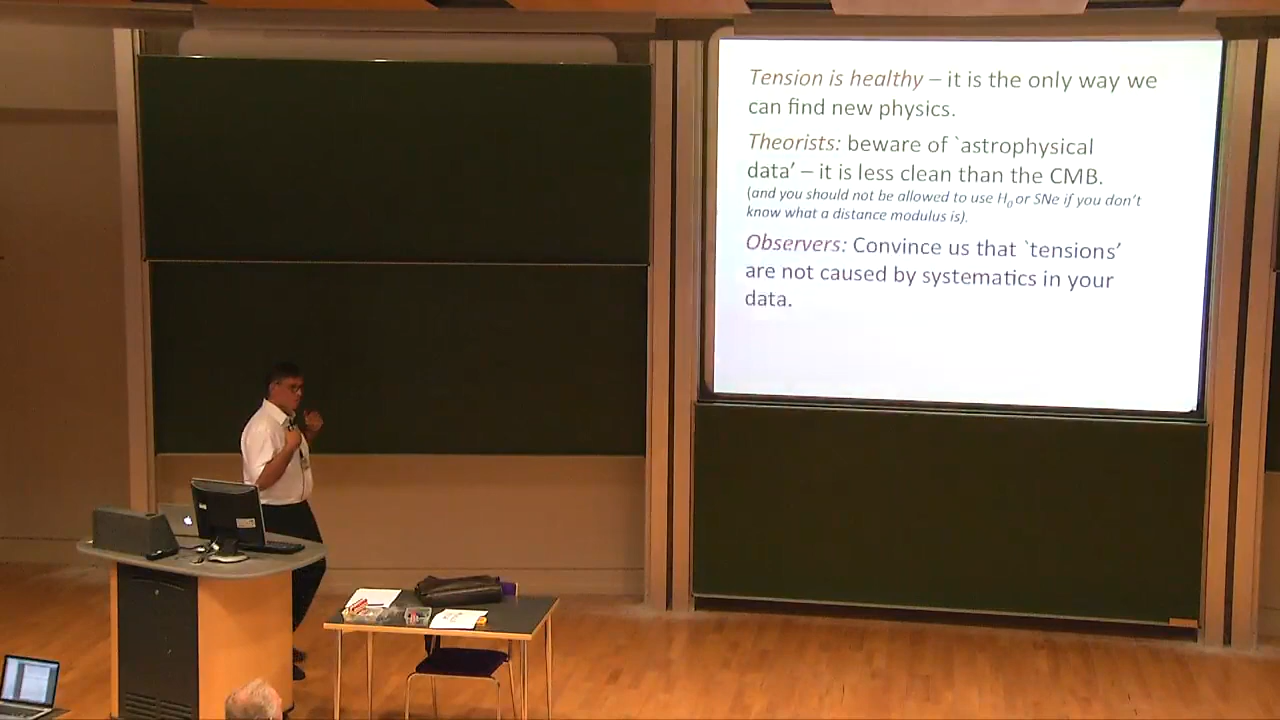 Tension is healthy – it is the only way we
can find new physics.
Theorists: beware of `astrophysical
data’ – it is less clean than the CMB.
(and you should not be allowed to use H0 or SNe if you don’t
know what a distance modulus is).
Observers: Convince us that `tensions’
are not caused by systematics in your
data.